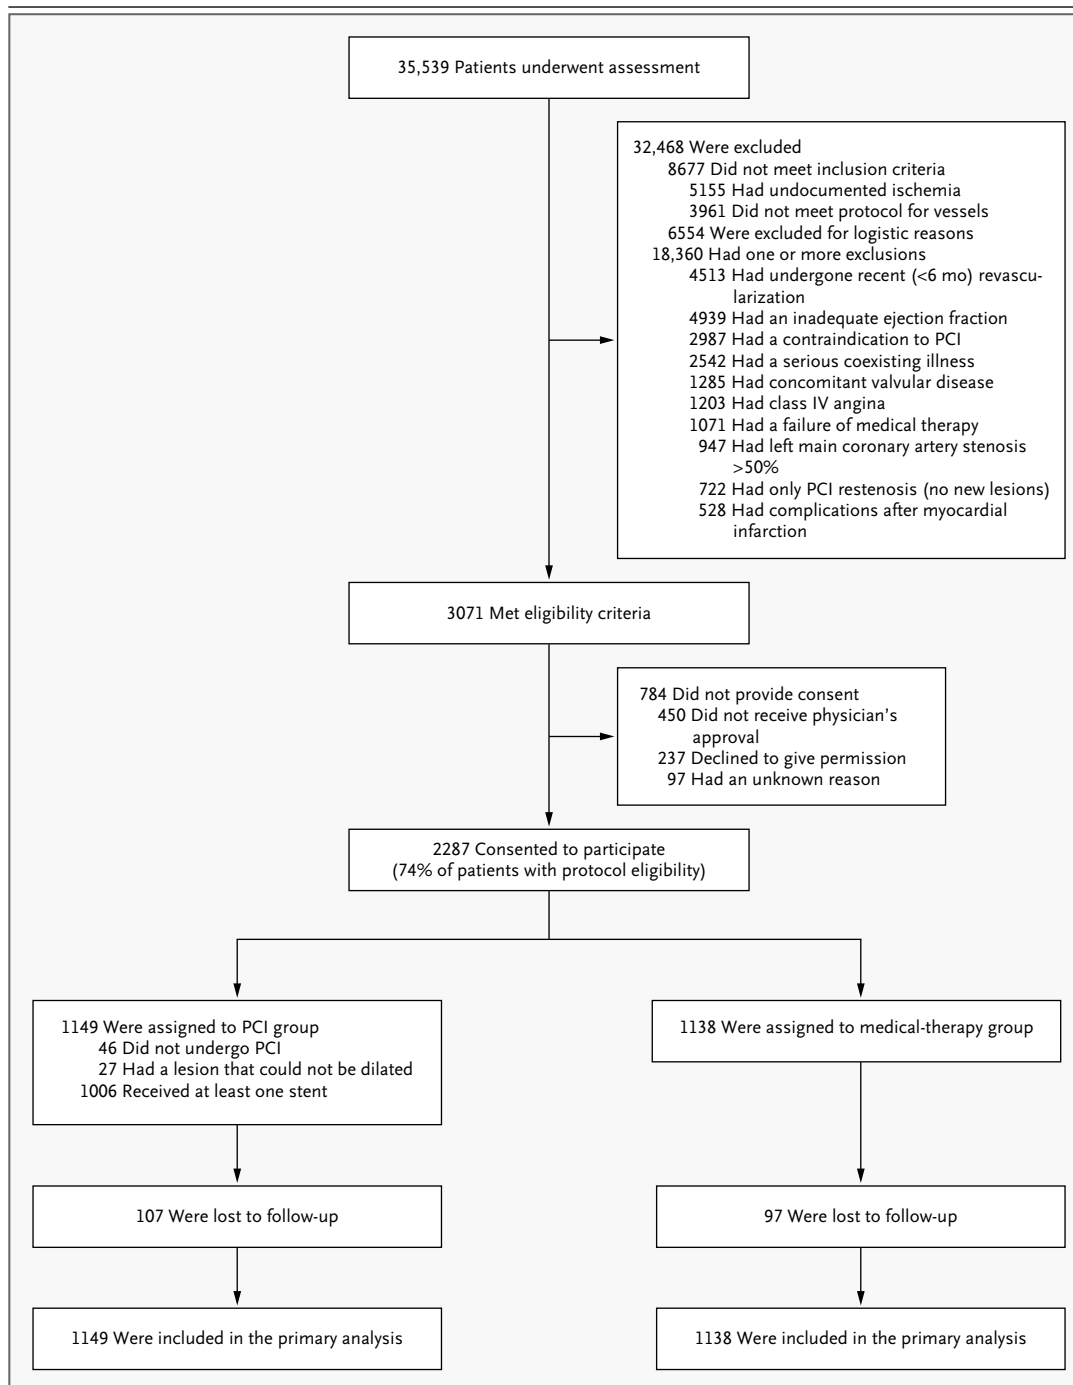 35,539 Patients underwent assessment
32,468 Were excluded
8677 Did not meet inclusion criteria
5155 Had undocumented ischemia
3961 Did not meet protocol for vessels
6554 Were excluded for logistic reasons
18,360 Had one or more exclusions
4513 Had undergone recent (<6 mo) revascu-
larization
4939 Had an inadequate ejection fraction
2987 Had a contraindication to PCI
2542 Had a serious coexisting illness
1285 Had concomitant valvular disease
1203 Had class IV angina
1071 Had a failure of medical therapy
947 Had left main coronary artery stenosis
>50%
722 Had only PCI restenosis (no new lesions)
528 Had complications after myocardial
infarction
3071 Met eligibility criteria
784 Did not provide consent
450 Did not receive physician’s
approval
237 Declined to give permission
97 Had an unknown reason
2287 Consented to participate
(74% of patients with protocol eligibility)
1149 Were assigned to PCI group
46 Did not undergo PCI
27 Had a lesion that could not be dilated
1006 Received at least one stent
1138 Were assigned to medical-therapy group
107 Were lost to follow-up
97 Were lost to follow-up
1149 Were included in the primary analysis
1138 Were included in the primary analysis